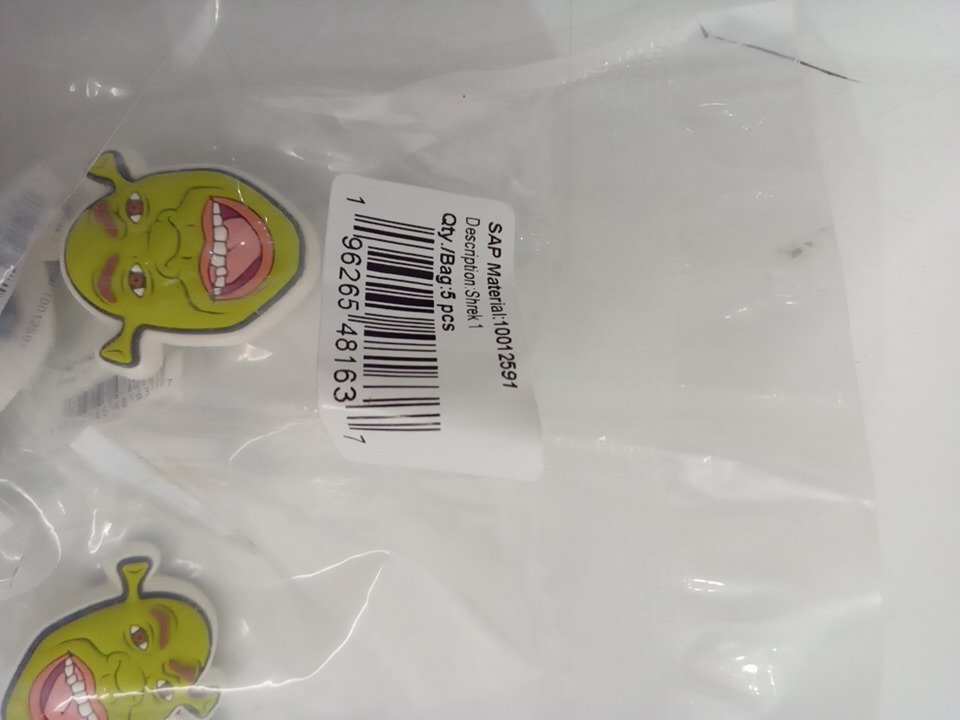 SAP Material:10012591
Description:Shrek 1
Qty./Bag:5 pcs
1 96265 48163 7